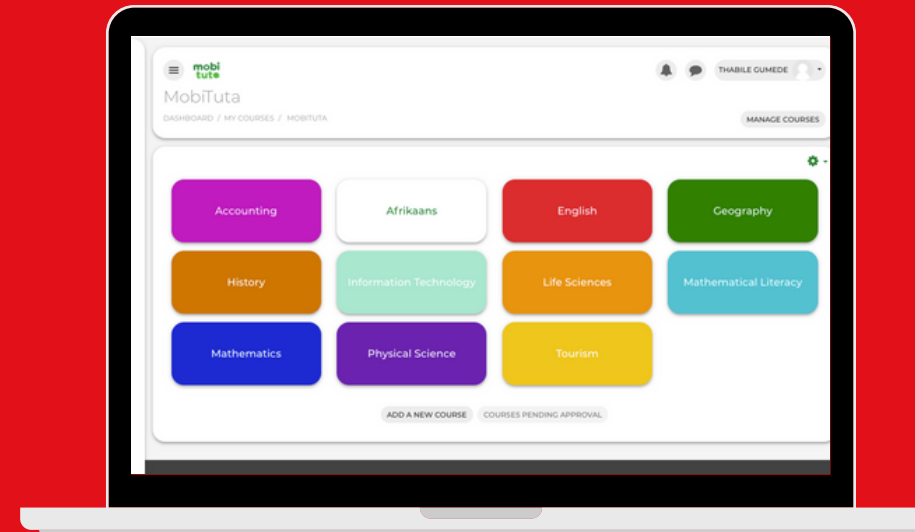 mobi
tuta
THABILE GUMEDE
MobiTuta
DASHBOARD / MY COURSES / MOBITUTA
MANAGE COURSES
Accounting
Afrikaans
English
Geography
History
Information Technology
Life Sciences
Mathematical Literacy
Mathematics
Physical Science
Tourism
ADD A NEW COURSE
COURSES PENDING APPROVAL